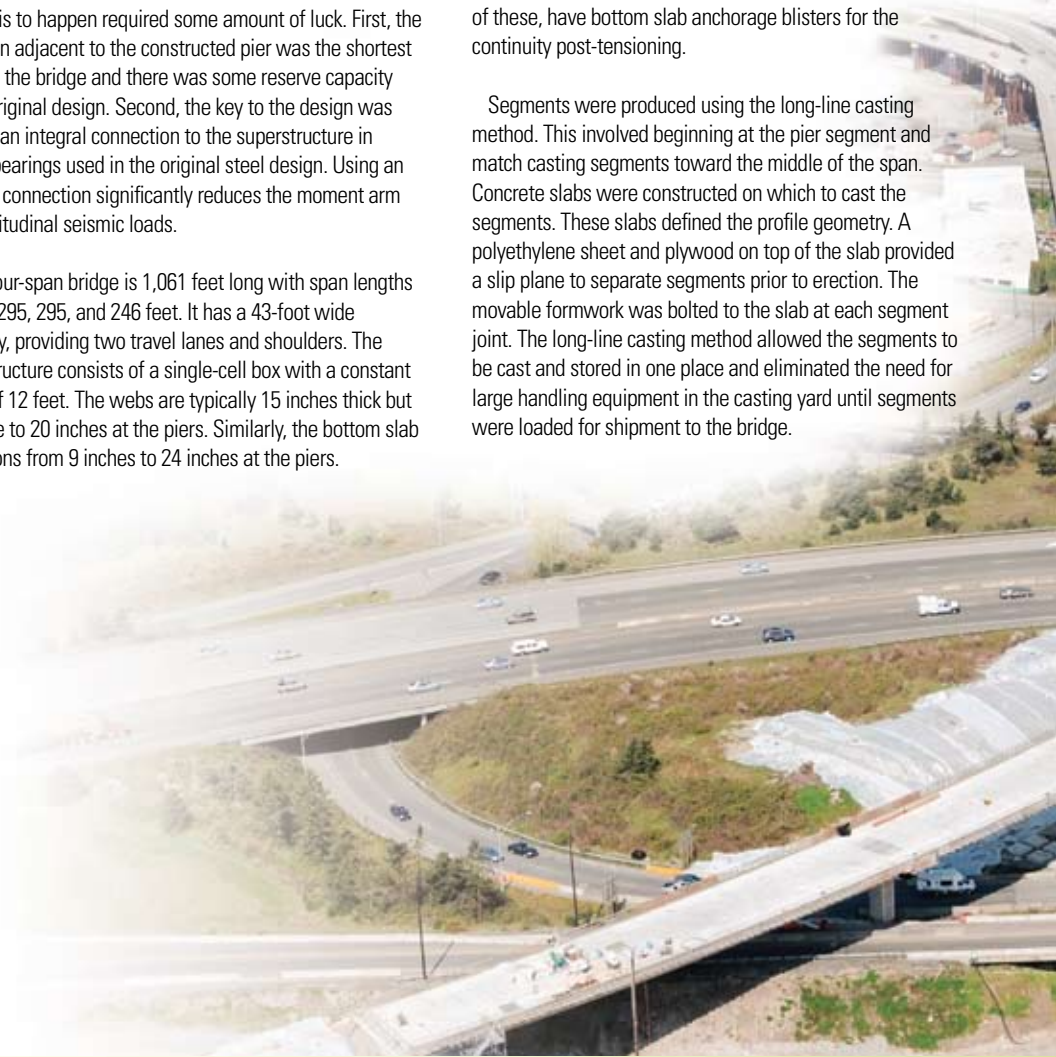 is to happen required some amount of luck. First, the
n adjacent to the constructed pier was the shortest
the bridge and there was some reserve capacity
riginal design. Second, the key to the design was
an integral connection to the superstructure in
bearings used in the original steel design. Using an
connection significantly reduces the moment arm
itudinal seismic loads.
our-span bridge is 1,061 feet long with span lengths
295, 295, and 246 feet. It has a 43-foot wide
y, providing two travel lanes and shoulders. The
ructure consists of a single-cell box with a constant
f 12 feet. The webs are typically 15 inches thick but
e to 20 inches at the piers. Similarly, the bottom slab
ons from 9 inches to 24 inches at the piers.
of these, have bottom slab anchorage blisters for the
continuity post-tensioning.
Segments were produced using the long-line casting
method. This involved beginning at the pier segment and
match casting segments toward the middle of the span.
Concrete slabs were constructed on which to cast the
segments. These slabs defined the profile geometry. A
polyethylene sheet and plywood on top of the slab provided
a slip plane to separate segments prior to erection. The
movable formwork was bolted to the slab at each segment
joint. The long-line casting method allowed the segments to
be cast and stored in one place and eliminated the need for
large handling equipment in the casting yard until segments
were loaded for shipment to the bridge.